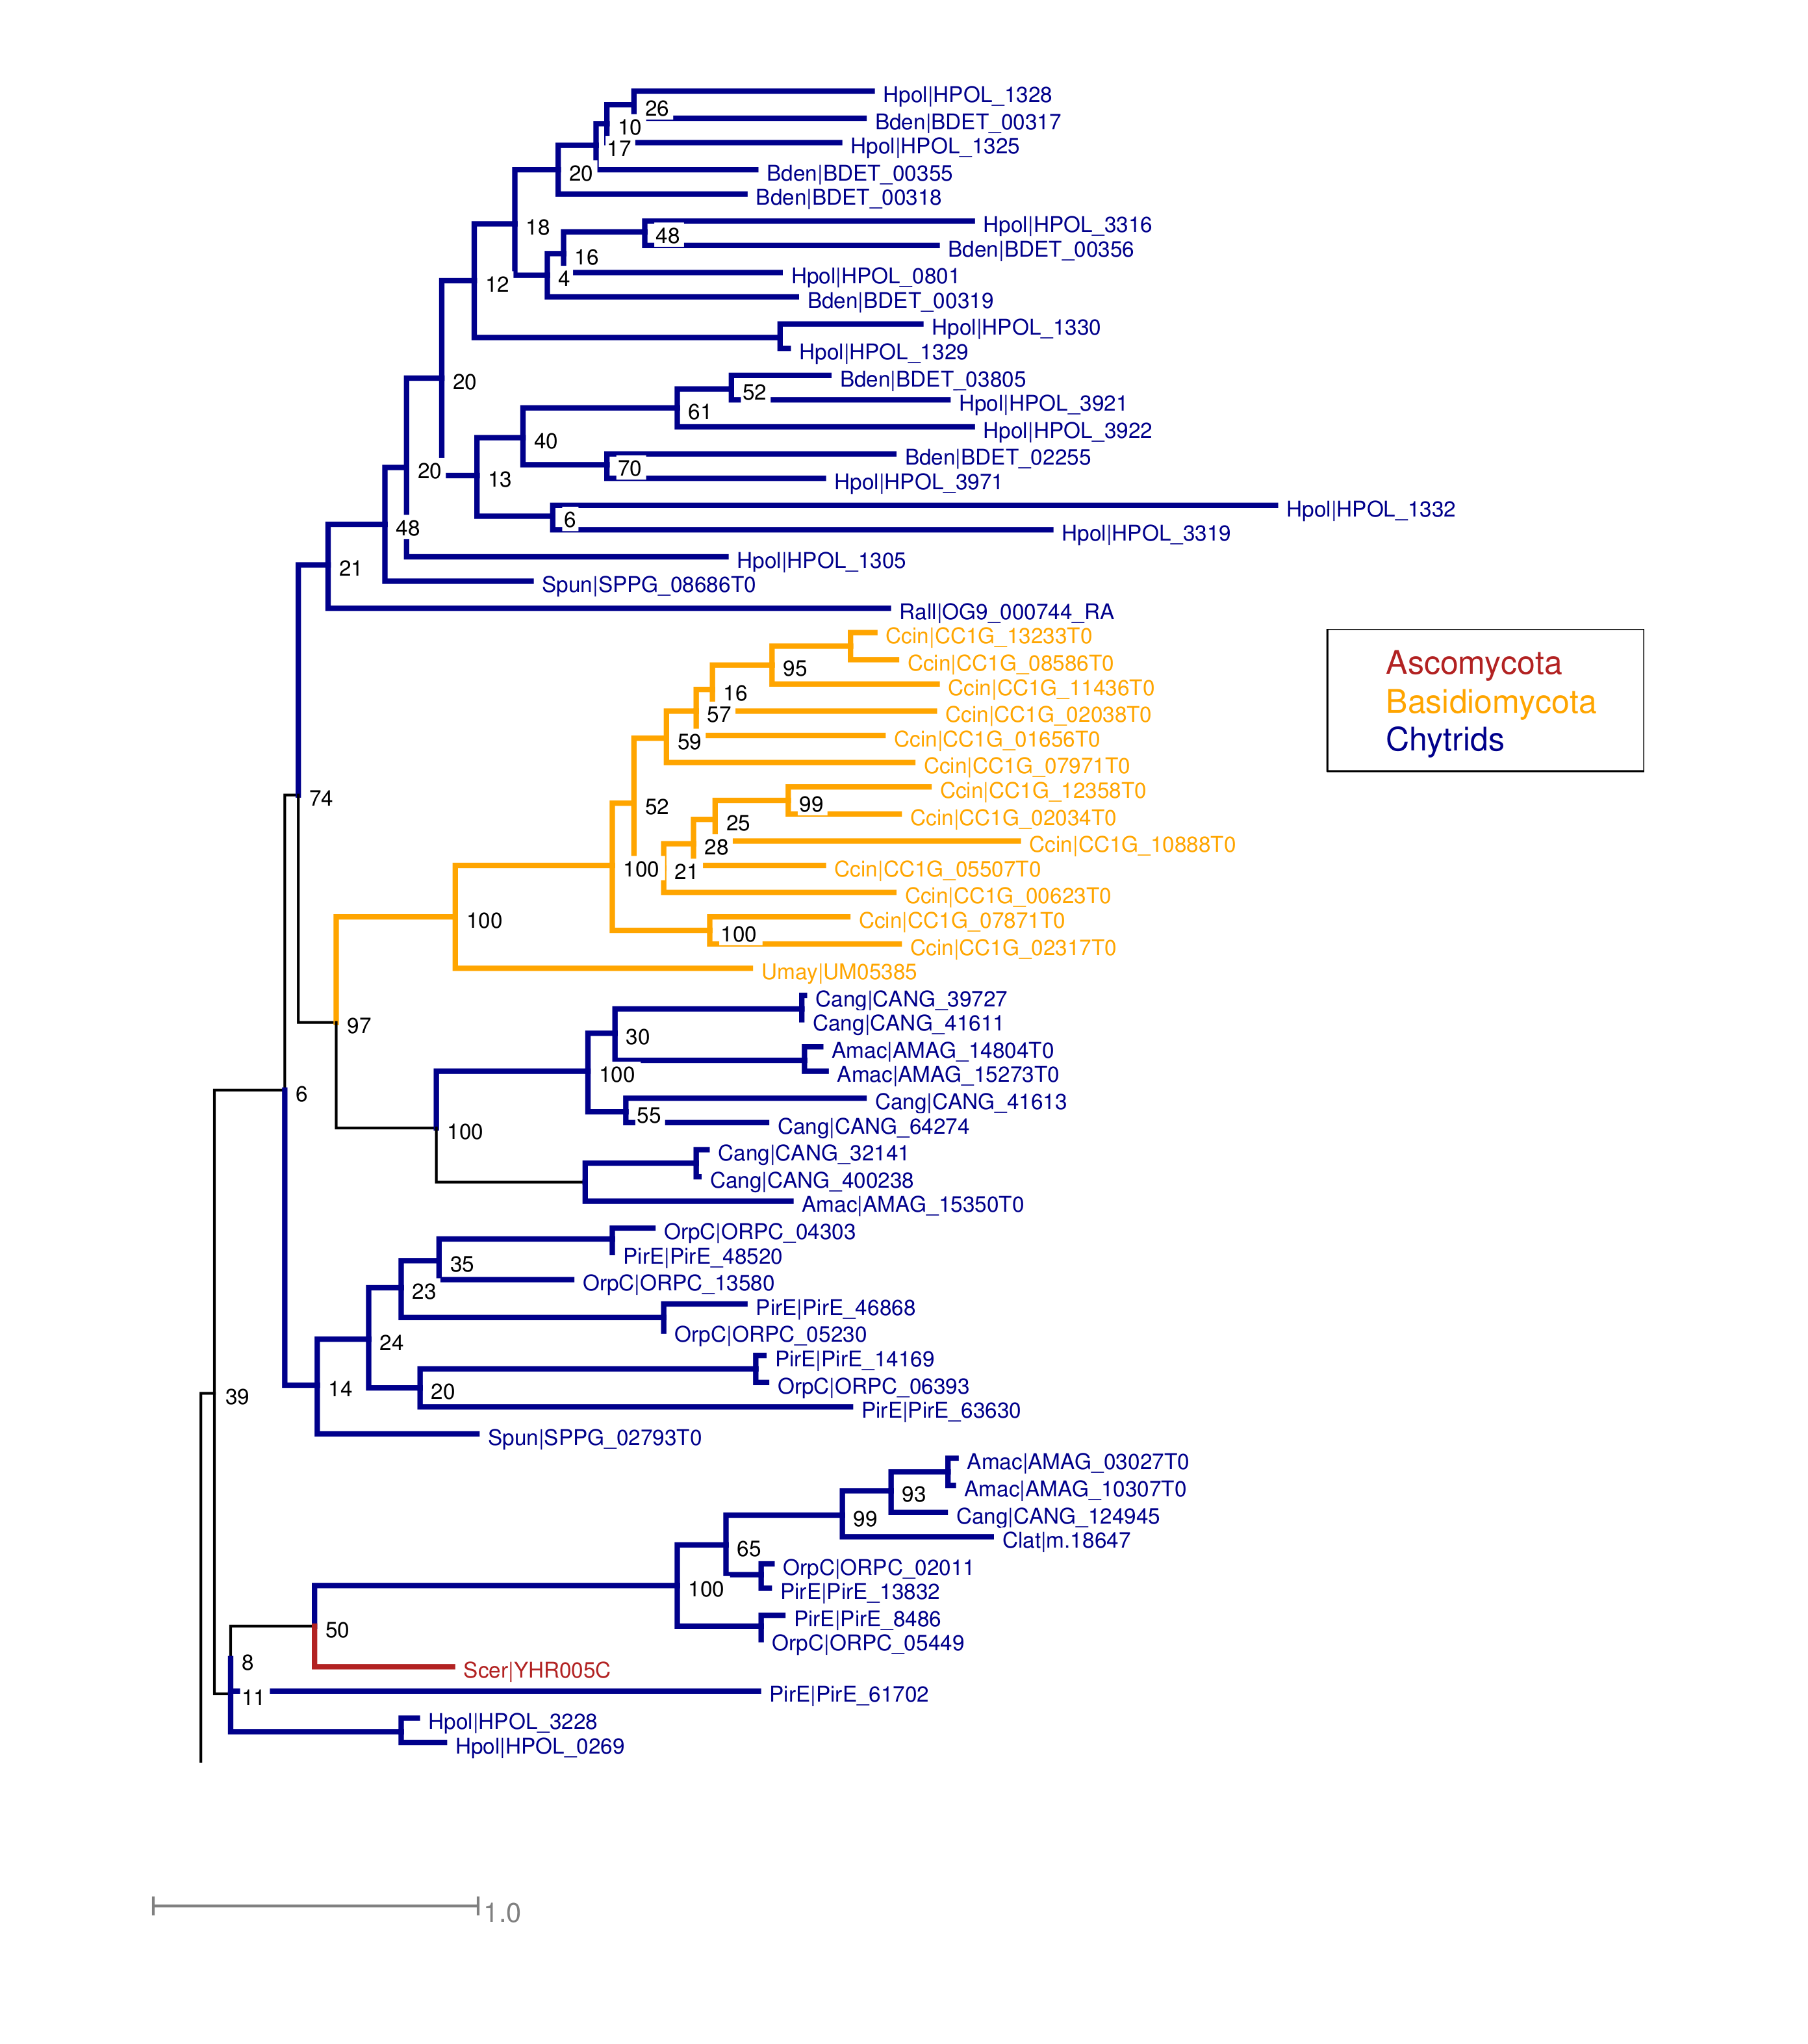 Hpol|HPOL_1328
26
Bden|BDET_00317
10
Hpol|HPOL_1325
17
Bden|BDET_00355
20
Bden|BDET_00318
Hpol|HPOL_3316
18
48
Bden|BDET_00356
16
Hpol|HPOL_0801
4
12
Bden|BDET_00319
Hpol|HPOL_1330
Hpol|HPOL_1329
Bden|BDET_03805
20
52
Hpol|HPOL_3921
61
Hpol|HPOL_3922
40
Bden|BDET_02255
70
20
13
Hpol|HPOL_3971
Hpol|HPOL_1332
6
48
Hpol|HPOL_3319
Hpol|HPOL_1305
21
Spun|SPPG_08686T0
Rall|OG9_000744_RA
Ccin|CC1G_13233T0
Ccin|CC1G_08586T0
95
Ccin|CC1G_11436T0
16
Ccin|CC1G_02038T0
57
Ccin|CC1G_01656T0
59
Ccin|CC1G_07971T0
Ascomycota
Basidiomycota
Chytrids
Ccin|CC1G_12358T0
74
99
52
Ccin|CC1G_02034T0
25
Ccin|CC1G_10888T0
28
Ccin|CC1G_05507T0
100
21
Ccin|CC1G_00623T0
Ccin|CC1G_07871T0
100
100
Ccin|CC1G_02317T0
Umay|UM05385
Cang|CANG_39727
97
Cang|CANG_41611
30
Amac|AMAG_14804T0
100
Amac|AMAG_15273T0
6
Cang|CANG_41613
55
Cang|CANG_64274
100
Cang|CANG_32141
Cang|CANG_400238
Amac|AMAG_15350T0
OrpC|ORPC_04303
PirE|PirE_48520
35
OrpC|ORPC_13580
23
PirE|PirE_46868
OrpC|ORPC_05230
24
PirE|PirE_14169
OrpC|ORPC_06393
14
20
39
PirE|PirE_63630
Spun|SPPG_02793T0
Amac|AMAG_03027T0
Amac|AMAG_10307T0
93
Cang|CANG_124945
99
Clat|m.18647
65
OrpC|ORPC_02011
100
PirE|PirE_13832
PirE|PirE_8486
50
OrpC|ORPC_05449
8
Scer|YHR005C
11
PirE|PirE_61702
Hpol|HPOL_3228
Hpol|HPOL_0269
1.0